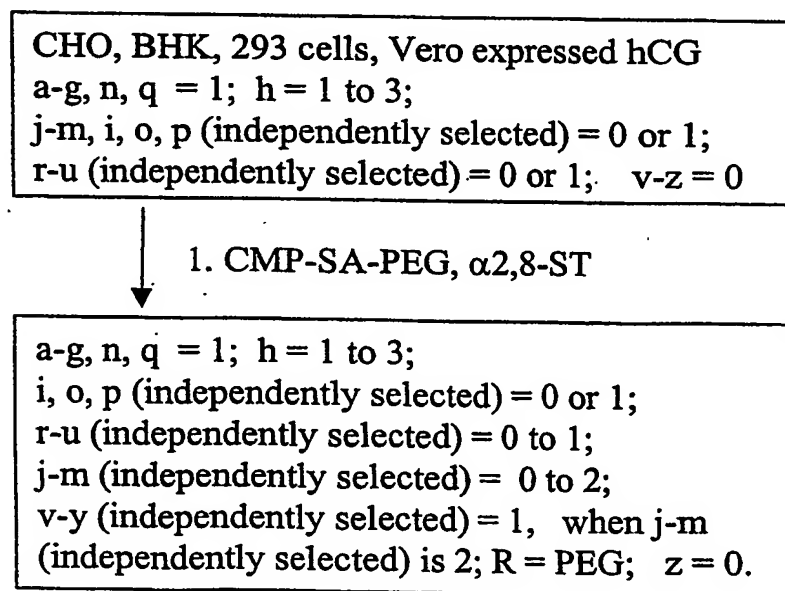 CHO, BHK, 293 cells, Vero expressed hCG
a-g, n, q = 1; h = 1 to 3;
j-m, i, o, p (independently selected) = 0 or 1;
r-u (independently selected) = 0 or 1; v-z = 0
1. CMP-SA-PEG, α2,8-ST
a-g, n, q = 1; h = 1 to 3;
i, o, p (independently selected) = 0 or 1;
r-u (independently selected) = 0 to 1;
j-m (independently selected) = 0 to 2;
v-y (independently selected) = 1, when j-m
(independently selected) is 2; R = PEG; z = 0.